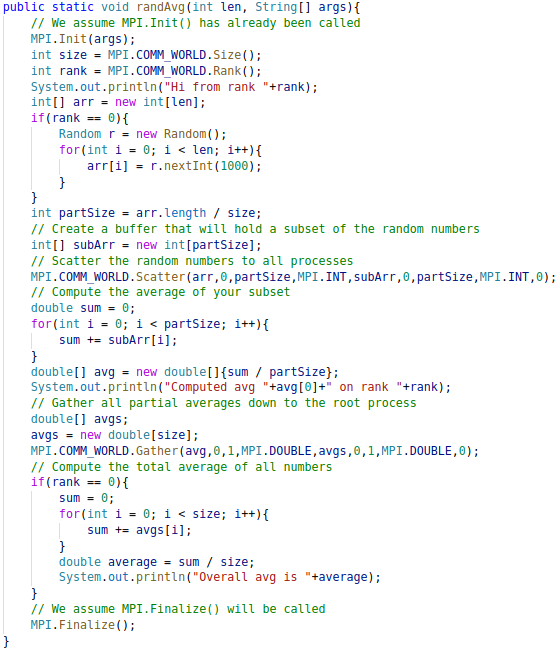 public static void randAvg(int len, String[] args){
    // We assume MPI.Init() has already been called
    MPI.Init(args);
    int size = MPI.COMM_WORLD.Size();
    int rank = MPI.COMM_WORLD.Rank();
    System.out.println("Hi from rank "+rank);
    int[] arr = new int[len];
    if(rank == 0){
        Random r = new Random();
        for(int i = 0; i < len; i++){
            arr[i] = r.nextInt(1000);
        }
    }
    int partSize = arr.length / size;
    // Create a buffer that will hold a subset of the random numbers
    int[] subArr = new int[partSize];
    // Scatter the random numbers to all processes
    MPI.COMM_WORLD.Scatter(arr,0,partSize,MPI.INT,subArr,0,partSize,MPI.INT,0);
    // Compute the average of your subset
    double sum = 0;
    for(int i = 0; i < partSize; i++){
        sum += subArr[i];
    }
    double[] avg = new double[]{sum / partSize};
    System.out.println("Computed avg "+avg[0]+" on rank "+rank);
    // Gather all partial averages down to the root process
    double[] avgs;
    avgs = new double[size];
    MPI.COMM_WORLD.Gather(avg,0,1,MPI.DOUBLE,avgs,0,1,MPI.DOUBLE,0);
    // Compute the total average of all numbers
    if(rank == 0){
        sum = 0;
        for(int i = 0; i < size; i++){
            sum += avgs[i];
        }
        double average = sum / size;
        System.out.println("Overall avg is "+average);
    }
    // We assume MPI.Finalize() will be called
    MPI.Finalize();
}